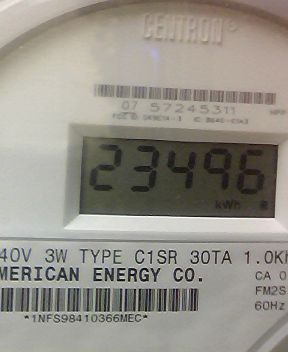 CENTRON®
07 57245311
23496
kWh R
40V 3W TYPE C1SR 30TA 1.0K
MERICAN ENERGY CO.
CA 0
FM2S
60Hz
*1NFS98410366MEC*